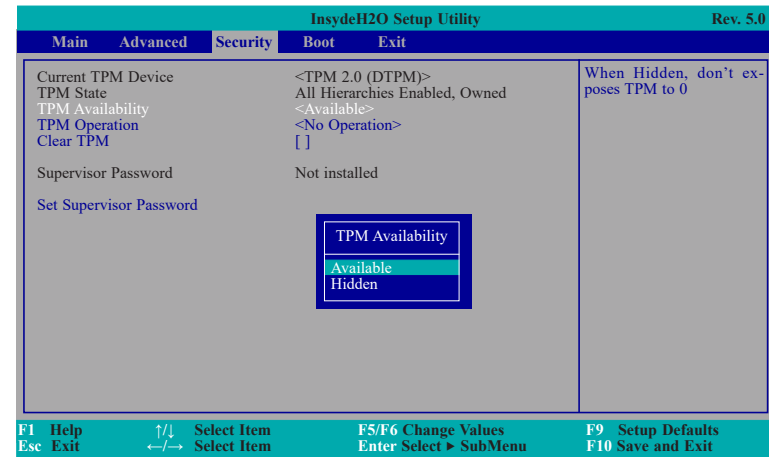 InsydeH2O Setup Utility Rev. 5.0
Main Advanced Security Boot Exit
Current TPM Device <TPM 2.0 (DTPM)>
TPM State All Hierarchies Enabled, Owned
TPM Availability <Available>
TPM Operation <No Operation>
Clear TPM [ ]
Supervisor Password Not installed
Set Supervisor Password
When Hidden, don't ex-
poses TPM to 0
TPM Availability
Available
Hidden
F1 Help ↑/↓ Select Item F5/F6 Change Values F9 Setup Defaults
Esc Exit ←/→ Select Item Enter Select ► SubMenu F10 Save and Exit